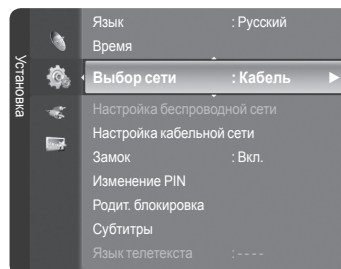 Установка
Язык : Русский
Время
Выбор сети : Кабель ►
Настройка беспроводной сети
Настройка кабельной сети
Замок : Вкл.
Изменение PIN
Родит. блокировка
Субтитры
Язык телетекста : - - - -